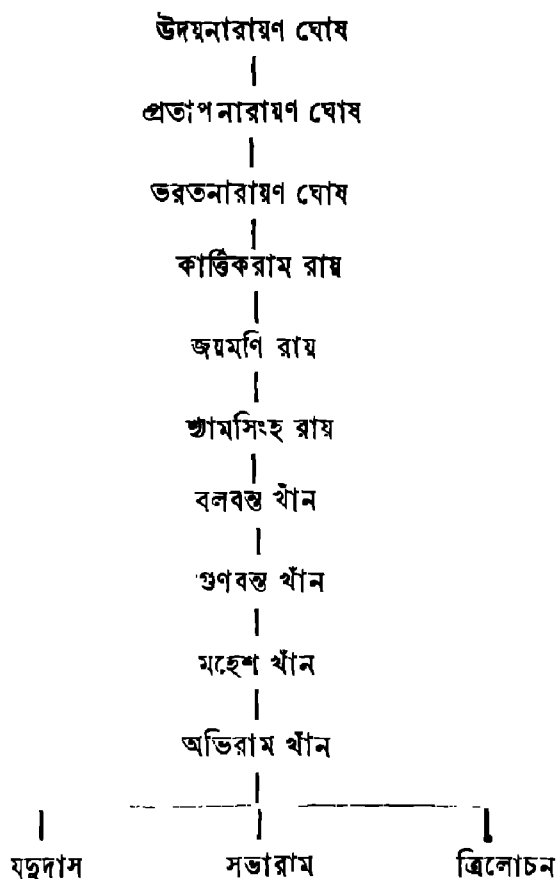 উদয়নারায়ণ ঘোষ
প্রতাপনারায়ণ ঘোষ
ভরতনারায়ণ ঘোষ
কার্ত্তিকরাম রায়
জয়মণি রায়
শ্যামসিংহ রায়
বলবন্ত খাঁন
গুণবন্ত খাঁন
মহেশ খাঁন
অভিরাম খাঁন
যদুদাস সভারাম ত্রিলোচন